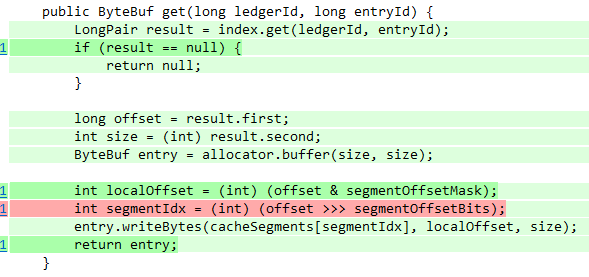 public ByteBuf get(long ledgerId, long entryId) {
LongPair result = index.get(ledgerId, entryId);
1 if (result == null) {
return null;
}
long offset = result.first;
int size = (int) result.second;
ByteBuf entry = allocator.buffer(size, size);
1 int localOffset = (int) (offset & segmentOffsetMask);
1 int segmentIdx = (int) (offset >>> segmentOffsetBits);
entry.writeBytes(cacheSegments[segmentIdx], localOffset, size);
1 return entry;
}